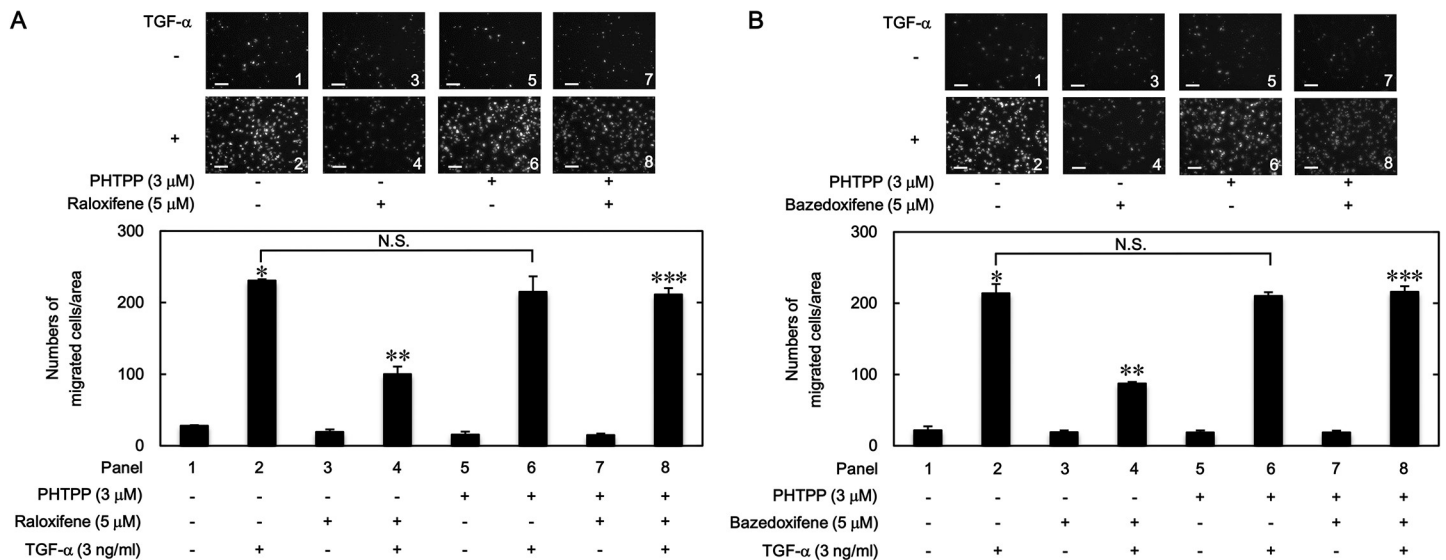 A
TGF-α
-
1 3 5 7
+
2 4 6 8
PHTPP (3 μM) - - + +
Raloxifene (5 μM) - + - +
300
200
100
0
Numbers of
migrated cells/area
N.S.
* ** ***
Panel 1 2 3 4 5 6 7 8
PHTPP (3 μM) - - - - + + + +
Raloxifene (5 μM) - - + + - - + +
TGF-α (3 ng/ml) - + - + - + - +
B
TGF-α
-
1 3 5 7
+
2 4 6 8
PHTPP (3 μM) - - + +
Bazedoxifene (5 μM) - + - +
300
200
100
0
Numbers of
migrated cells/area
N.S.
* ** ***
Panel 1 2 3 4 5 6 7 8
PHTPP (3 μM) - - - - + + + +
Bazedoxifene (5 μM) - - + + - - + +
TGF-α (3 ng/ml) - + - + - + - +